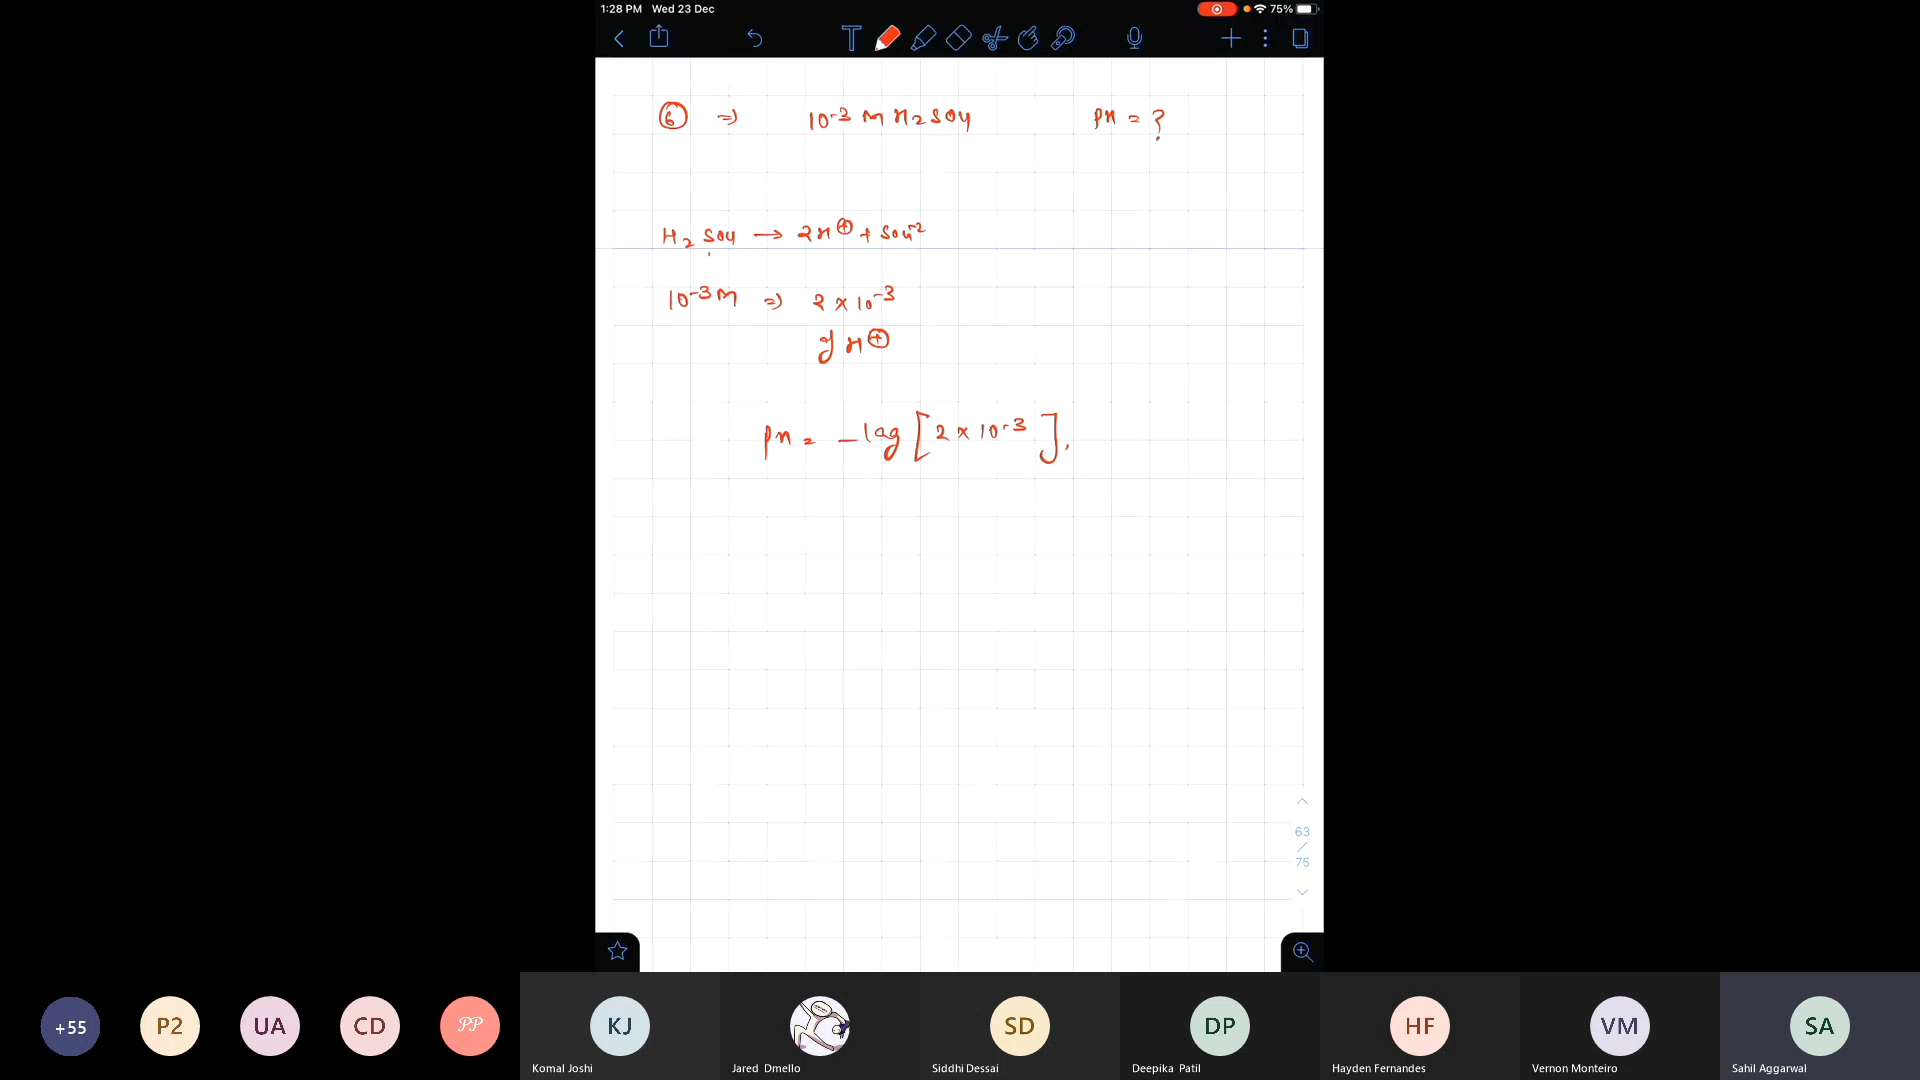 1:28 PM Wed 23 Dec
75%
T
6 => 10⁻³ M H₂SO₄ PH = ?
H₂SO₄ → 2H⊕ + SO₄⁻²
10⁻³ M => 2 × 10⁻³
of H⊕
PH = -log [2 × 10⁻³].
63
/
75
+55
P2
UA
CD
PP
KJ
SD
DP
HF
VM
SA
Komal Joshi
Jared Dmello
Siddhi Dessai
Deepika Patil
Hayden Fernandes
Vernon Monteiro
Sahil Aggarwal